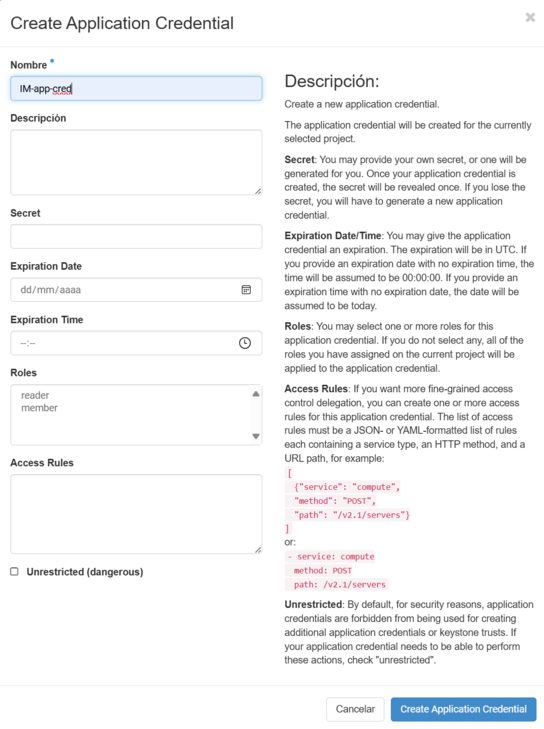 Create Application Credential
×
Nombre *
IM-app-cred
Descripción
Secret
Expiration Date
dd/mm/aaaa
Expiration Time
--:--
Roles
reader
member
Access Rules
Unrestricted (dangerous)
Descripción:
Create a new application credential.
The application credential will be created for the currently
selected project.
Secret: You may provide your own secret, or one will be
generated for you. Once your application credential is
created, the secret will be revealed once. If you lose the
secret, you will have to generate a new application
credential.
Expiration Date/Time: You may give the application
credential an expiration. The expiration will be in UTC. If
you provide an expiration date with no expiration time, the
time will be assumed to be 00:00:00. If you provide an
expiration time with no expiration date, the date will be
assumed to be today.
Roles: You may select one or more roles for this
application credential. If you do not select any, all of the
roles you have assigned on the current project will be
applied to the application credential.
Access Rules: If you want more fine-grained access
control delegation, you can create one or more access
rules for this application credential. The list of access
rules must be a JSON- or YAML-formatted list of rules
each containing a service type, an HTTP method, and a
URL path, for example:
[
{"service": "compute",
"method": "POST",
"path": "/v2.1/servers"}
]
or:
- service: compute
method: POST
path: /v2.1/servers
Unrestricted: By default, for security reasons, application
credentials are forbidden from being used for creating
additional application credentials or keystone trusts. If
your application credential needs to be able to perform
these actions, check "unrestricted".
Cancelar
Create Application Credential